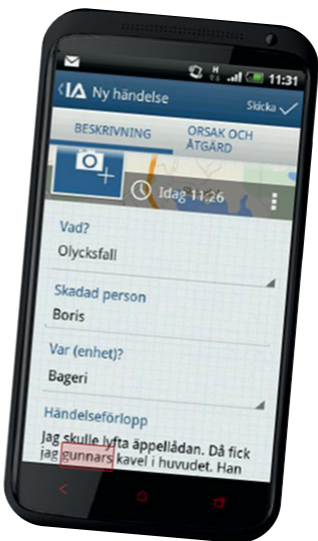 H
11:31
IA Ny händelse
Skicka
BESKRIVNING
ORSAK OCH
ÅTGÄRD
Idag 11:26
Vad?
Olycksfall
Skadad person
Boris
Var (enhet)?
Bageri
Händelseförlopp
Jag skulle lyfta äppellådan. Då fick
jag gunnars kavel i huvudet. Han